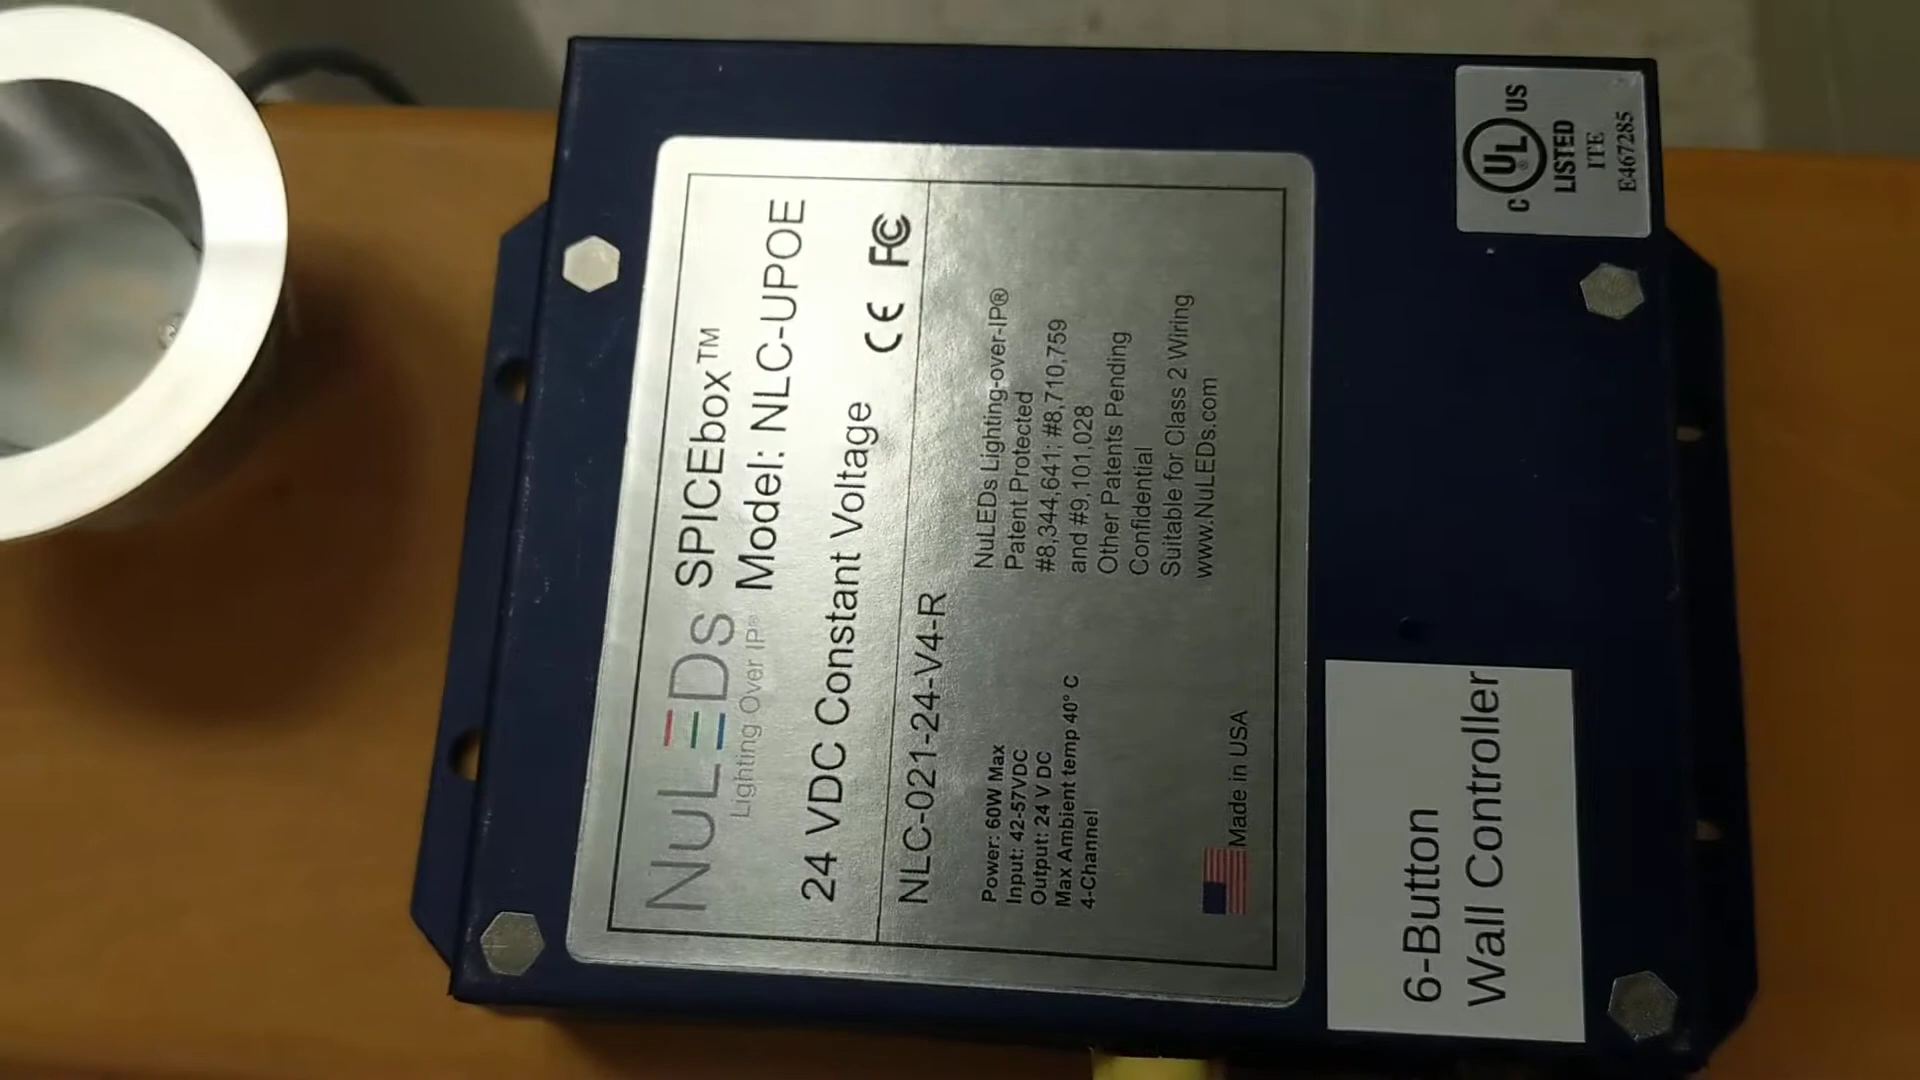 NuLEDs SPICEbox™
Lighting Over IP®
Model: NLC-UPOE
24 VDC Constant Voltage
CE FC
NLC-021-24-V4-R
Power: 60W Max
Input: 42-57VDC
Output: 24 V DC
Max Ambient temp 40° C
4-Channel
NuLEDs Lighting-over-IP®
Patent Protected
#8,344,641; #8,710,759
and #9,101,028
Other Patents Pending
Confidential
Suitable for Class 2 Wiring
www.NuLEDs.com
Made in USA
C UL® US
LISTED
ITE
E467285
6-Button
Wall Controller